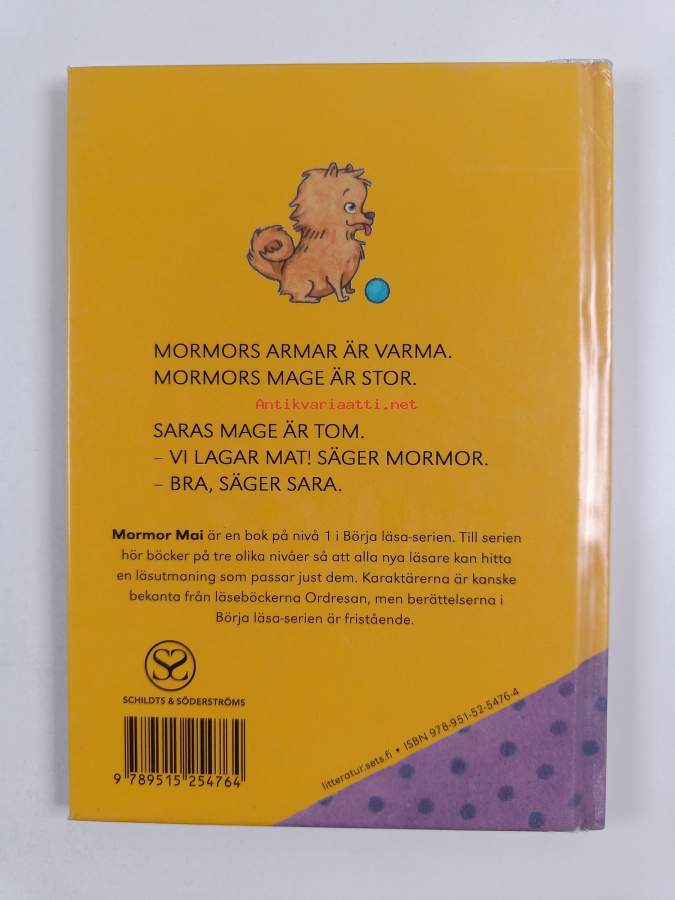 MORMORS ARMAR ÄR VARMA.
MORMORS MAGE ÄR STOR.
Antikvariaatti.net
SARAS MAGE ÄR TOM.
– VI LAGAR MAT! SÄGER MORMOR.
– BRA, SÄGER SARA.
Mormor Mai är en bok på nivå 1 i Börja läsa-serien. Till serien
hör böcker på tre olika nivåer så att alla nya läsare kan hitta
en läsutmaning som passar just dem. Karaktärerna är kanske
bekanta från läseböckerna Ordresan, men berättelserna i
Börja läsa-serien är fristående.
SCHILDTS & SÖDERSTRÖMS
litteratur.sets.fi • ISBN 978-951-52-5476-4
9 789515 254764